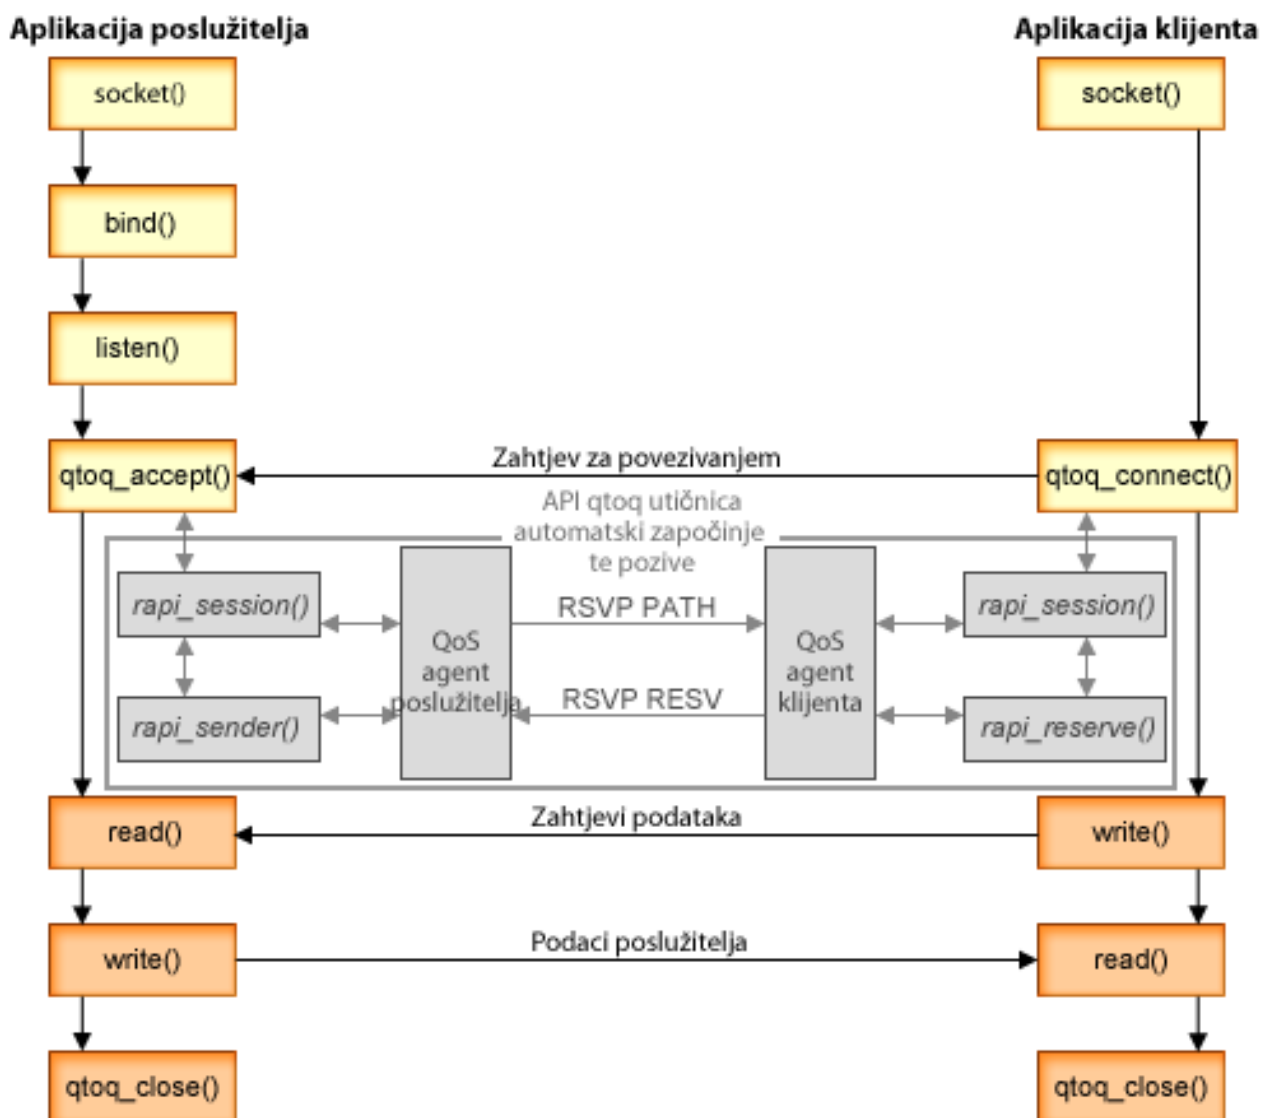 Aplikacija poslužitelja
Aplikacija klijenta
socket()
socket()
bind()
listen()
qtoq_accept()
Zahtjev za povezivanjem
qtoq_connect()
API qtoq utičnica
automatski započinje
te pozive
rapi_session()
QoS
agent
poslužitelja
RSVP PATH
QoS
agent
klijenta
rapi_session()
rapi_sender()
RSVP RESV
rapi_reserve()
read()
Zahtjevi podataka
write()
write()
Podaci poslužitelja
read()
qtoq_close()
qtoq_close()